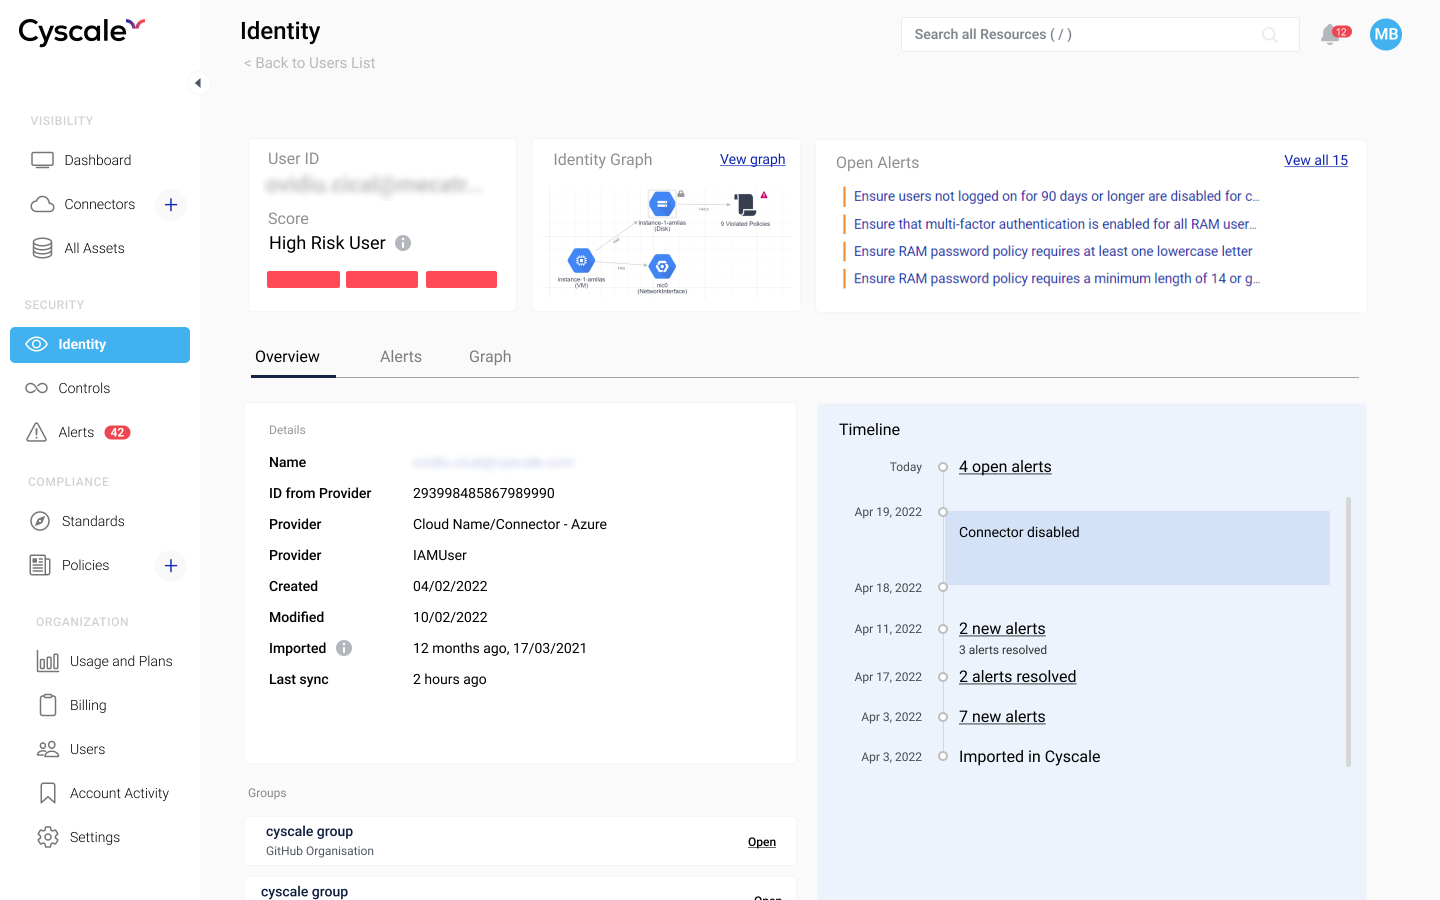 Cyscale
Identity
< Back to Users List
Search all Resources ( / )
12
MB
VISIBILITY
Dashboard
Connectors
All Assets
SECURITY
Identity
Controls
Alerts 42
COMPLIANCE
Standards
Policies
ORGANIZATION
Usage and Plans
Billing
Users
Account Activity
Settings
User ID
Score
High Risk User
Identity Graph
Vew graph
instance-1-amilas
(Disk)
9 Violated Policies
instance-1-amilas
(VM)
nic0
(NetworkInterface)
Open Alerts
Vew all 15
Ensure users not logged on for 90 days or longer are disabled for c...
Ensure that multi-factor authentication is enabled for all RAM user...
Ensure RAM password policy requires at least one lowercase letter
Ensure RAM password policy requires a minimum length of 14 or g...
Overview
Alerts
Graph
Details
Name
ID from Provider 293998485867989990
Provider Cloud Name/Connector - Azure
Provider IAMUser
Created 04/02/2022
Modified 10/02/2022
Imported 12 months ago, 17/03/2021
Last sync 2 hours ago
Groups
cyscale group
GitHub Organisation
Open
cyscale group
Open
Timeline
Today 4 open alerts
Apr 19, 2022
Connector disabled
Apr 18, 2022
Apr 11, 2022 2 new alerts
3 alerts resolved
Apr 17, 2022 2 alerts resolved
Apr 3, 2022 7 new alerts
Apr 3, 2022 Imported in Cyscale